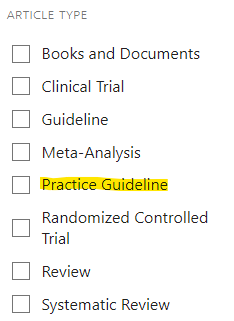 ARTICLE TYPE
Books and Documents
Clinical Trial
Guideline
Meta-Analysis
Practice Guideline
Randomized Controlled
Trial
Review
Systematic Review